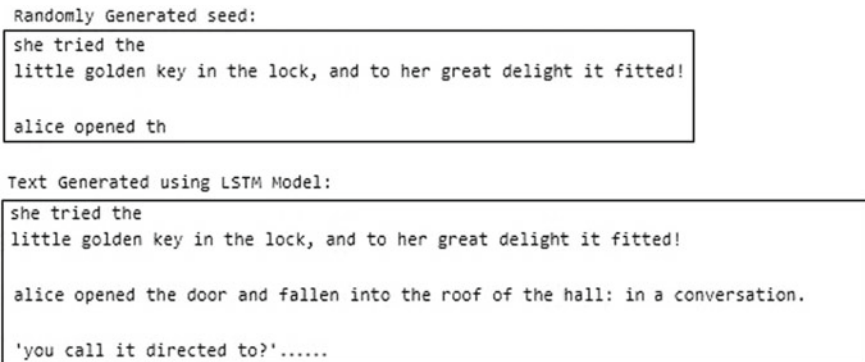 Randomly Generated seed:
she tried the
little golden key in the lock, and to her great delight it fitted!
alice opened th
Text Generated using LSTM Model:
she tried the
little golden key in the lock, and to her great delight it fitted!
alice opened the door and fallen into the roof of the hall: in a conversation.
'you call it directed to?'......